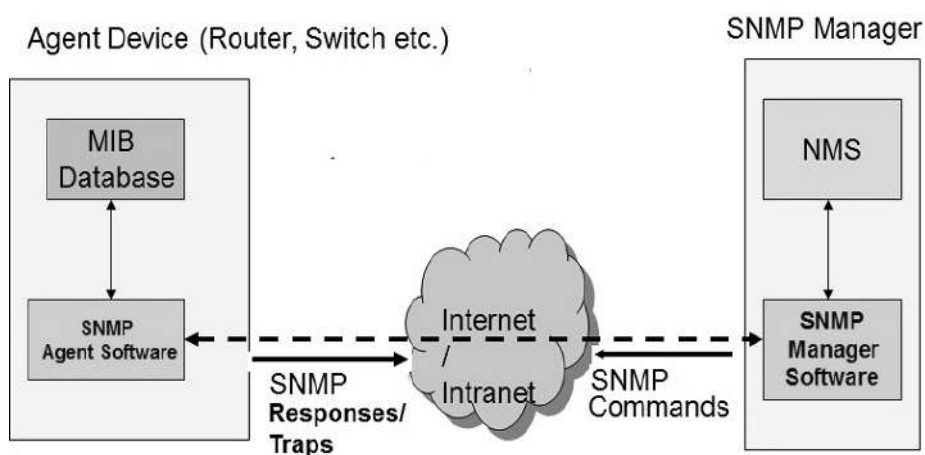 Agent Device (Router, Switch etc.)
SNMP Manager
MIB
Database
NMS
SNMP
Agent Software
Internet
/
Intranet
SNMP
Manager
Software
SNMP
Responses/
Traps
SNMP
Commands